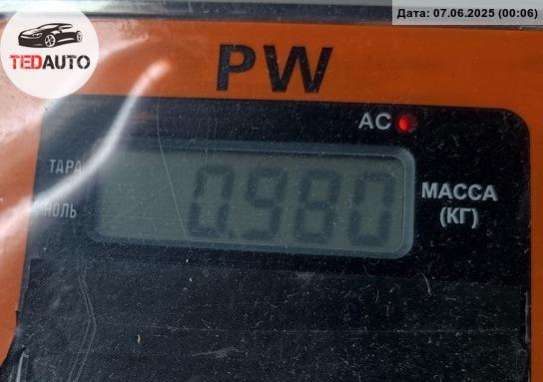 Дата: 07.06.2025 (00:06)
TEDAUTO
PW
AC
ТАРА
НОЛЬ
0.980
МАССА
(КГ)